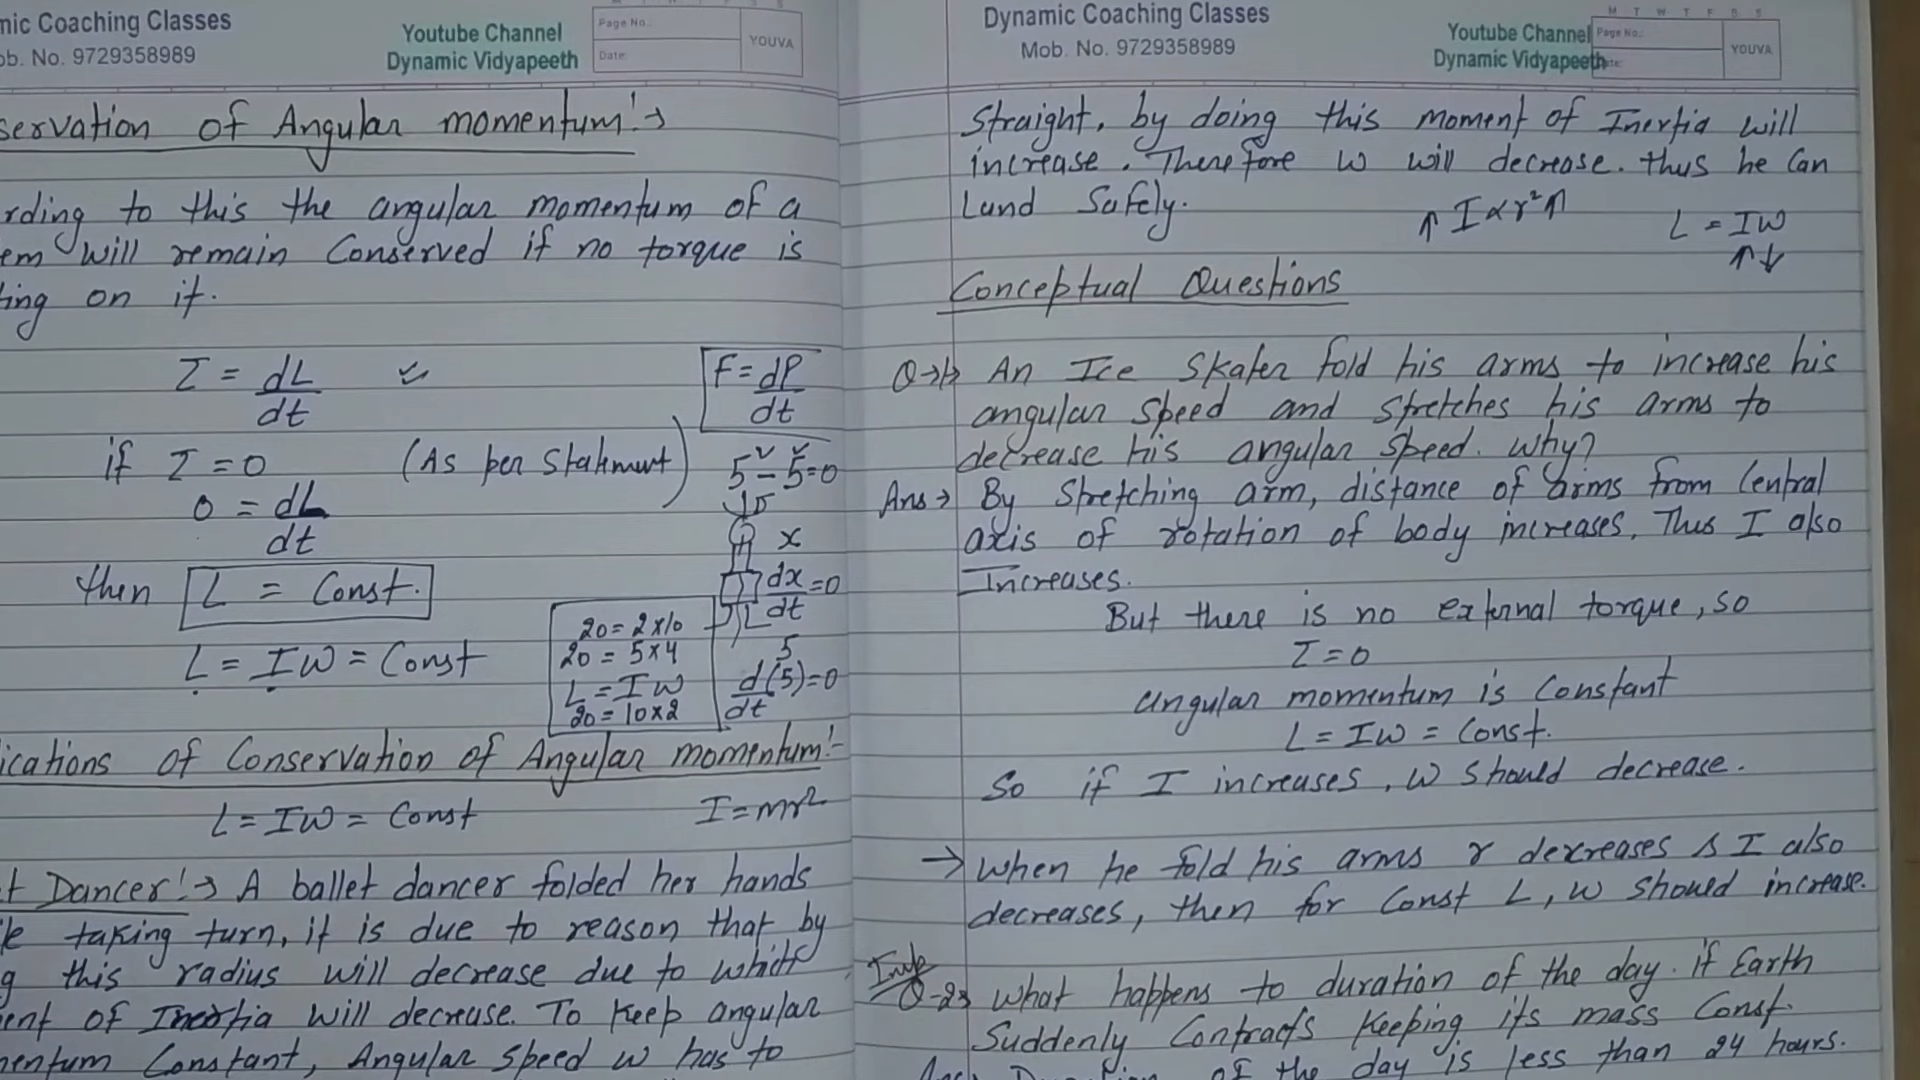 mic Coaching Classes
ob. No. 9729358989
Youtube Channel
Dynamic Vidyapeeth
Page No.
Date:
YOUVA
servation of Angular momentum:→
rding to this the angular momentum of a
em will remain Conserved if no torque is
ting on it.
τ = dL
dt
F = dP
dt
if τ = 0 (As per Statement)
5 - 5 = 0
0 = dL
dt
x
dx = 0
dt
then L = Const.
5
d(5) = 0
dt
L = Iω = Const
20 = 2×10
20 = 5×4
L = Iω
20 = 10×2
ications of Conservation of Angular momentum:-
L = Iω = Const I = mr²
t Dancer:→ A ballet dancer folded her hands
le taking turn, it is due to reason that by
g this radius will decrease due to which
ent of Inertia will decrease. To keep angular
mentum Constant, Angular speed ω has to
Dynamic Coaching Classes
Mob. No. 9729358989
Youtube Channel
Dynamic Vidyapeeth
M T W T F S S
Page No.:
YOUVA
Straight, by doing this moment of Inertia will
increase. Therefore ω will decrease. thus he Can
Land Safely.
↑ I ∝ r² ↑
L = Iω
↑↓
Conceptual Questions
Q→1→ An Ice Skater fold his arms to increase his
angular Speed and Stretches his arms to
decrease his angular Speed. Why?
Ans→ By Stretching arm, distance of arms from Central
axis of rotation of body increases. Thus I also
Increases.
But there is no external torque, so
τ = 0
angular momentum is Constant
L = Iω = Const.
So if I increases, ω should decrease.
→ When he fold his arms r decreases & I also
decreases, then for Const L, ω should increase.
Imp
Q-2→ What happens to duration of the day. if Earth
Suddenly Contracts keeping its mass Const.
of the day is less than 24 hours.